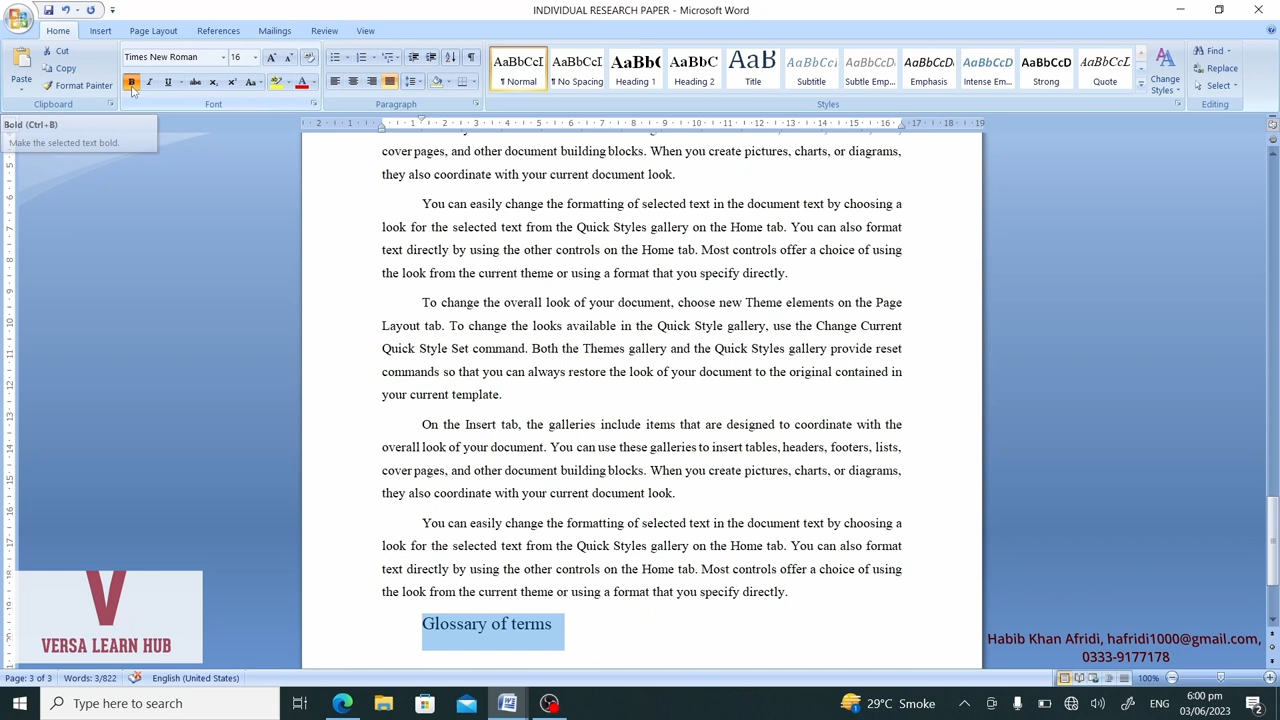 INDIVIDUAL RESEARCH PAPER - Microsoft Word
Home Insert Page Layout References Mailings Review View
Paste
Cut
Copy
Format Painter
Clipboard
Times New Roman 16
Font
Paragraph
AaBbCcI AaBbCcI AaBbC AaBbCc AaB AaBbCcL AaBbCcD AaBbCcD AaBbCcD AaBbCcD AaBbCcD
¶ Normal ¶ No Spacing Heading 1 Heading 2 Title Subtitle Subtle Emp... Emphasis Intense Em... Strong Quote
Change Styles
Styles
Find
Replace
Select
Editing
Bold (Ctrl+B)
Make the selected text bold.
cover pages, and other document building blocks. When you create pictures, charts, or diagrams,
they also coordinate with your current document look.
You can easily change the formatting of selected text in the document text by choosing a
look for the selected text from the Quick Styles gallery on the Home tab. You can also format
text directly by using the other controls on the Home tab. Most controls offer a choice of using
the look from the current theme or using a format that you specify directly.
To change the overall look of your document, choose new Theme elements on the Page
Layout tab. To change the looks available in the Quick Style gallery, use the Change Current
Quick Style Set command. Both the Themes gallery and the Quick Styles gallery provide reset
commands so that you can always restore the look of your document to the original contained in
your current template.
On the Insert tab, the galleries include items that are designed to coordinate with the
overall look of your document. You can use these galleries to insert tables, headers, footers, lists,
cover pages, and other document building blocks. When you create pictures, charts, or diagrams,
they also coordinate with your current document look.
You can easily change the formatting of selected text in the document text by choosing a
look for the selected text from the Quick Styles gallery on the Home tab. You can also format
text directly by using the other controls on the Home tab. Most controls offer a choice of using
the look from the current theme or using a format that you specify directly.
Glossary of terms
VERSA LEARN HUB
Habib Khan Afridi, hafridi1000@gmail.com,
0333-9177178
Page: 3 of 3 Words: 3/822 English (United States) 100%
Type here to search
29°C Smoke
ENG
6:00 pm
03/06/2023